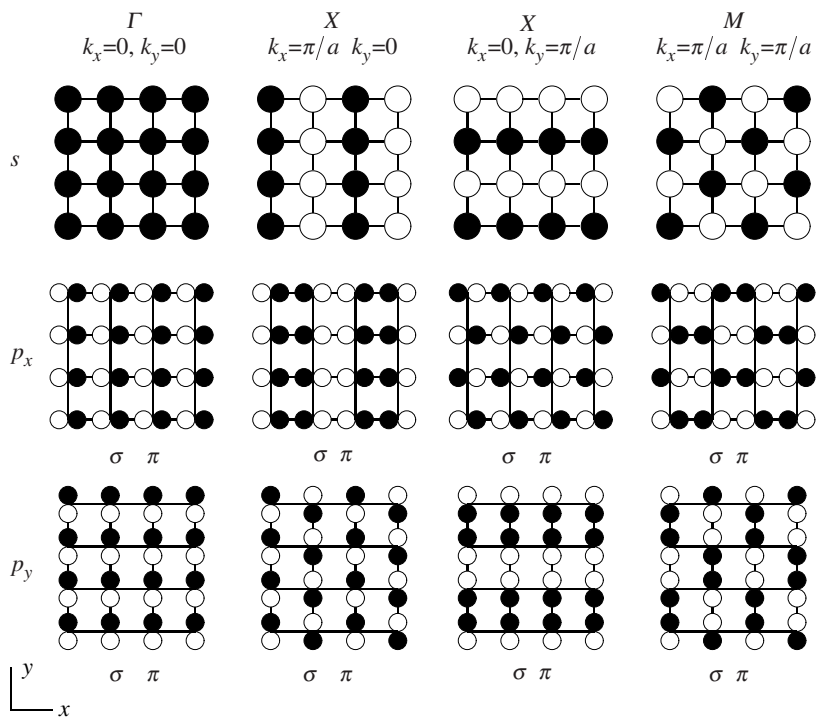 Γ X X M
k_x=0, k_y=0 k_x=π/a k_y=0 k_x=0, k_y=π/a k_x=π/a k_y=π/a
s
p_x
σ π σ π σ π σ π
p_y
σ π σ π σ π σ π
y
x